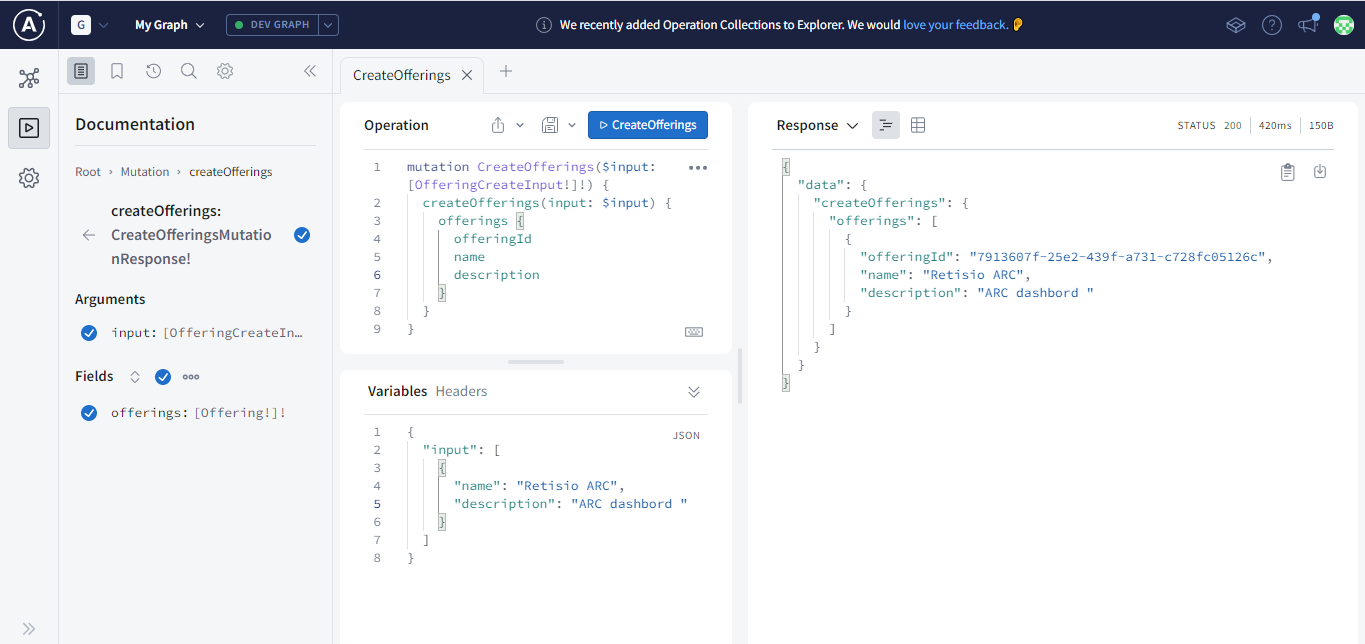 G My Graph DEV GRAPH We recently added Operation Collections to Explorer. We would love your feedback.
CreateOfferings
Documentation
Root › Mutation › createOfferings
createOfferings:
CreateOfferingsMutatio
nResponse!
Arguments
input: [OfferingCreateIn…
Fields
offerings: [Offering!]!
Operation CreateOfferings
1 mutation CreateOfferings($input:
[OfferingCreateInput!]!) {
2 createOfferings(input: $input) {
3 offerings {
4 offeringId
5 name
6 description
7 }
8 }
9 }
Variables Headers
JSON
1 {
2 "input": [
3 {
4 "name": "Retisio ARC",
5 "description": "ARC dashbord "
6 }
7 ]
8 }
Response STATUS 200 420ms 150B
{
"data": {
"createOfferings": {
"offerings": [
{
"offeringId": "7913607f-25e2-439f-a731-c728fc05126c",
"name": "Retisio ARC",
"description": "ARC dashbord "
}
]
}
}
}